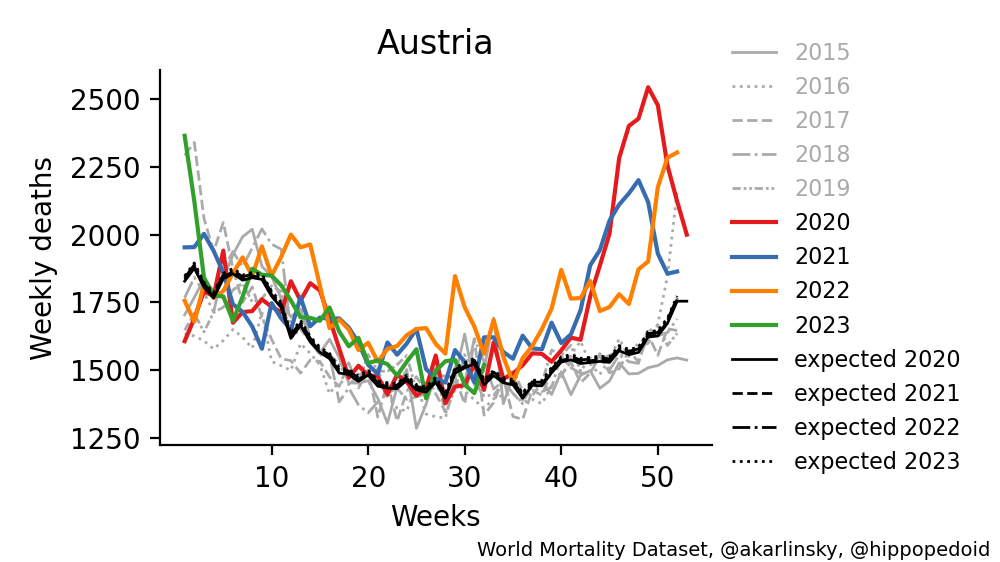 Austria
Weekly deaths
2500
2250
2000
1750
1500
1250
10 20 30 40 50
Weeks
2015
2016
2017
2018
2019
2020
2021
2022
2023
expected 2020
expected 2021
expected 2022
expected 2023
World Mortality Dataset, @akarlinsky, @hippopedoid